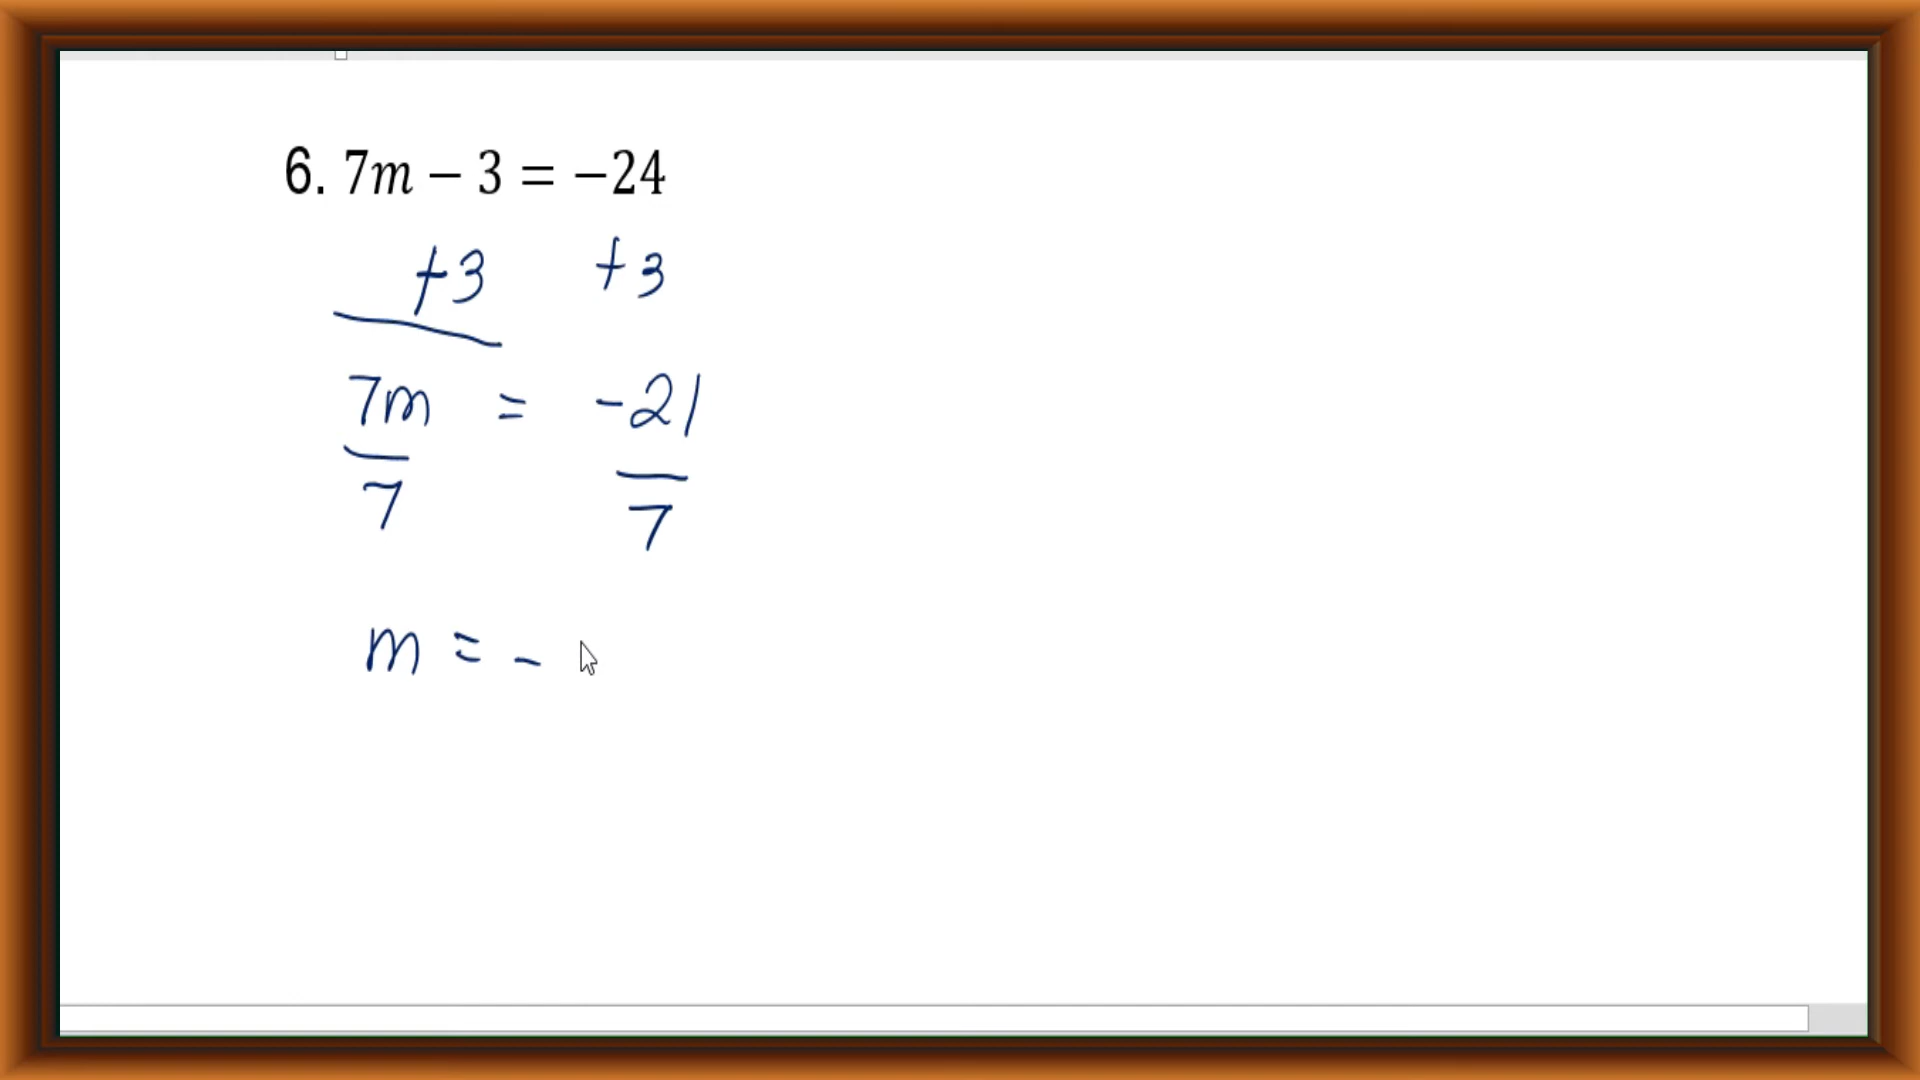 6. 7m − 3 = −24
+3 +3
7m = -21
7 7
m = -